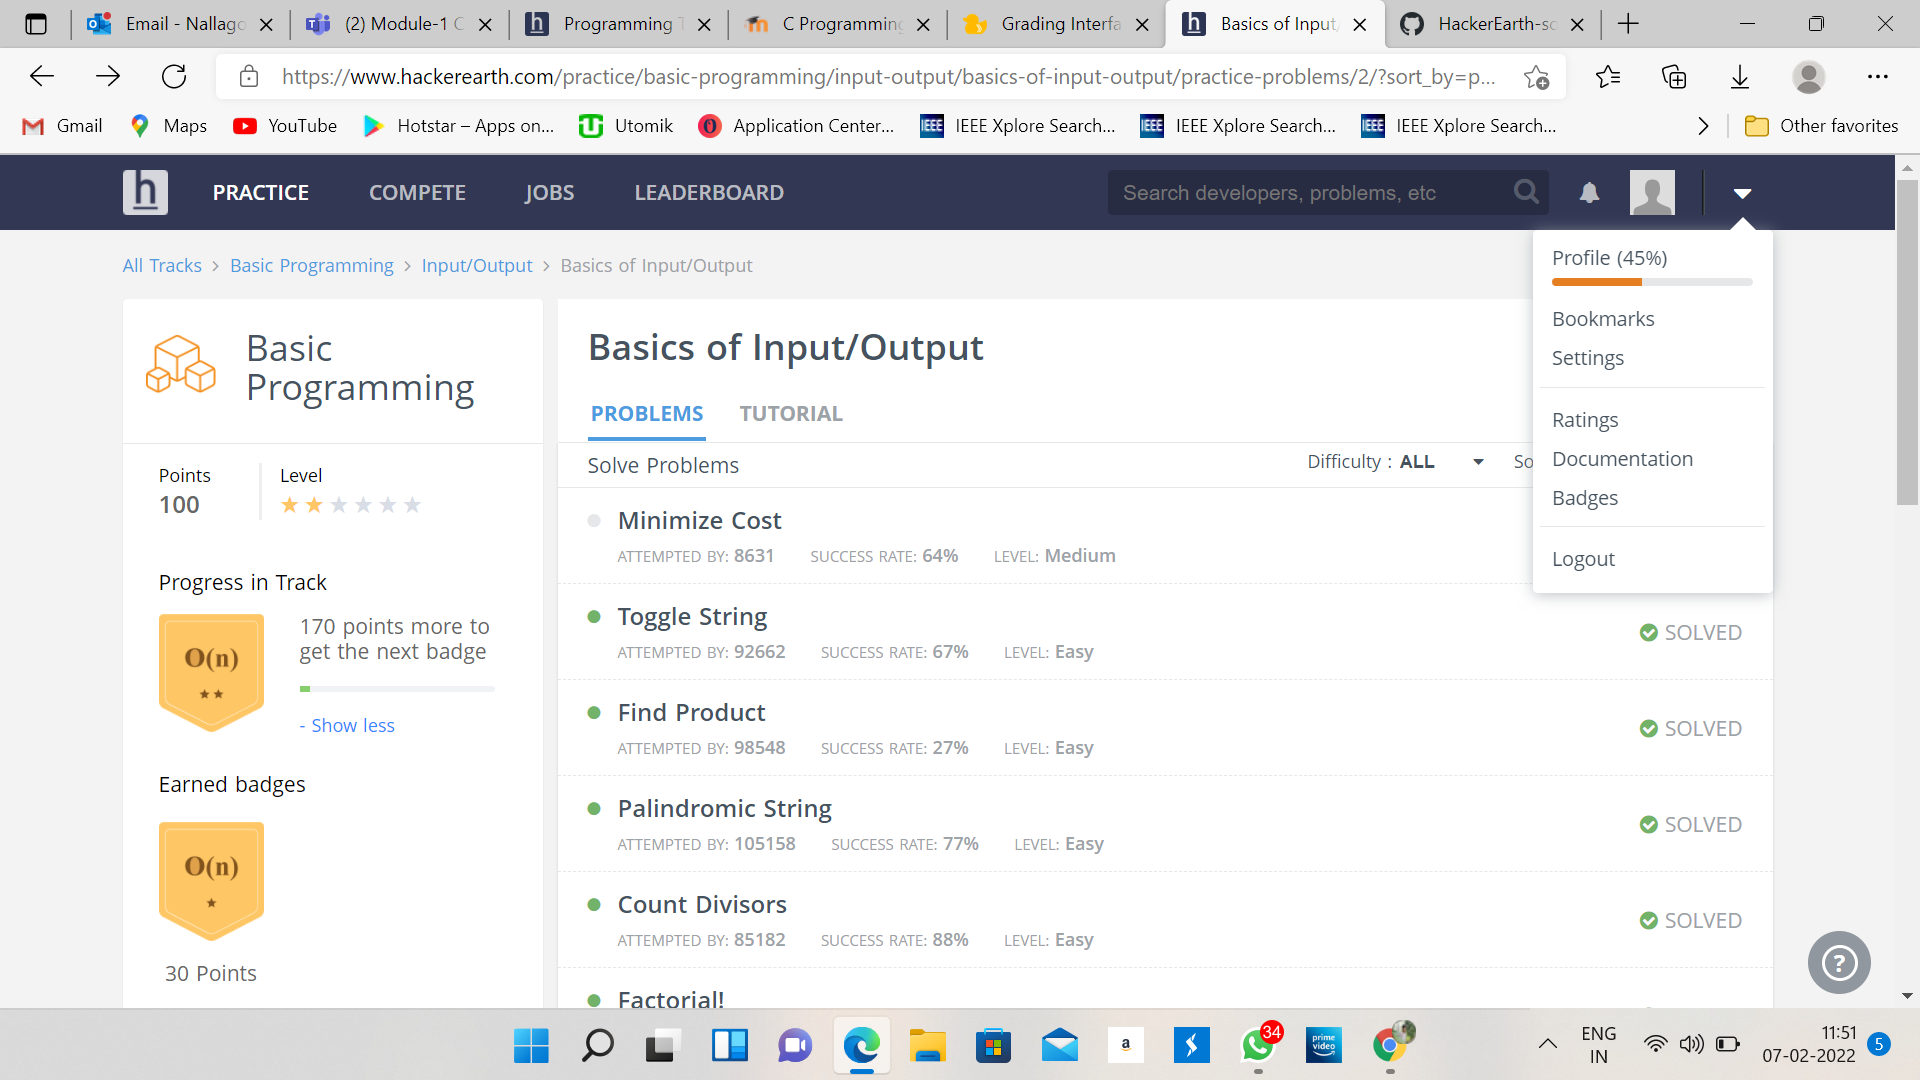 Email - Nallago
(2) Module-1 C
Programming T
C Programming
Grading Interfa
Basics of Input/
HackerEarth-so
https://www.hackerearth.com/practice/basic-programming/input-output/basics-of-input-output/practice-problems/2/?sort_by=p...
Gmail
Maps
YouTube
Hotstar – Apps on...
Utomik
Application Center...
IEEE Xplore Search...
IEEE Xplore Search...
IEEE Xplore Search...
Other favorites
h
PRACTICE
COMPETE
JOBS
LEADERBOARD
Search developers, problems, etc
All Tracks > Basic Programming > Input/Output > Basics of Input/Output
Profile (45%)
Bookmarks
Settings
Ratings
Documentation
Badges
Logout
Basic
Programming
Points
100
Level
Progress in Track
O(n)
170 points more to
get the next badge
- Show less
Earned badges
O(n)
30 Points
Basics of Input/Output
PROBLEMS
TUTORIAL
Solve Problems
Difficulty : ALL
So
Minimize Cost
ATTEMPTED BY: 8631 SUCCESS RATE: 64% LEVEL: Medium
Toggle String
ATTEMPTED BY: 92662 SUCCESS RATE: 67% LEVEL: Easy
SOLVED
Find Product
ATTEMPTED BY: 98548 SUCCESS RATE: 27% LEVEL: Easy
SOLVED
Palindromic String
ATTEMPTED BY: 105158 SUCCESS RATE: 77% LEVEL: Easy
SOLVED
Count Divisors
ATTEMPTED BY: 85182 SUCCESS RATE: 88% LEVEL: Easy
SOLVED
Factorial!
?
a
34
prime
video
ENG
IN
11:51
07-02-2022
5